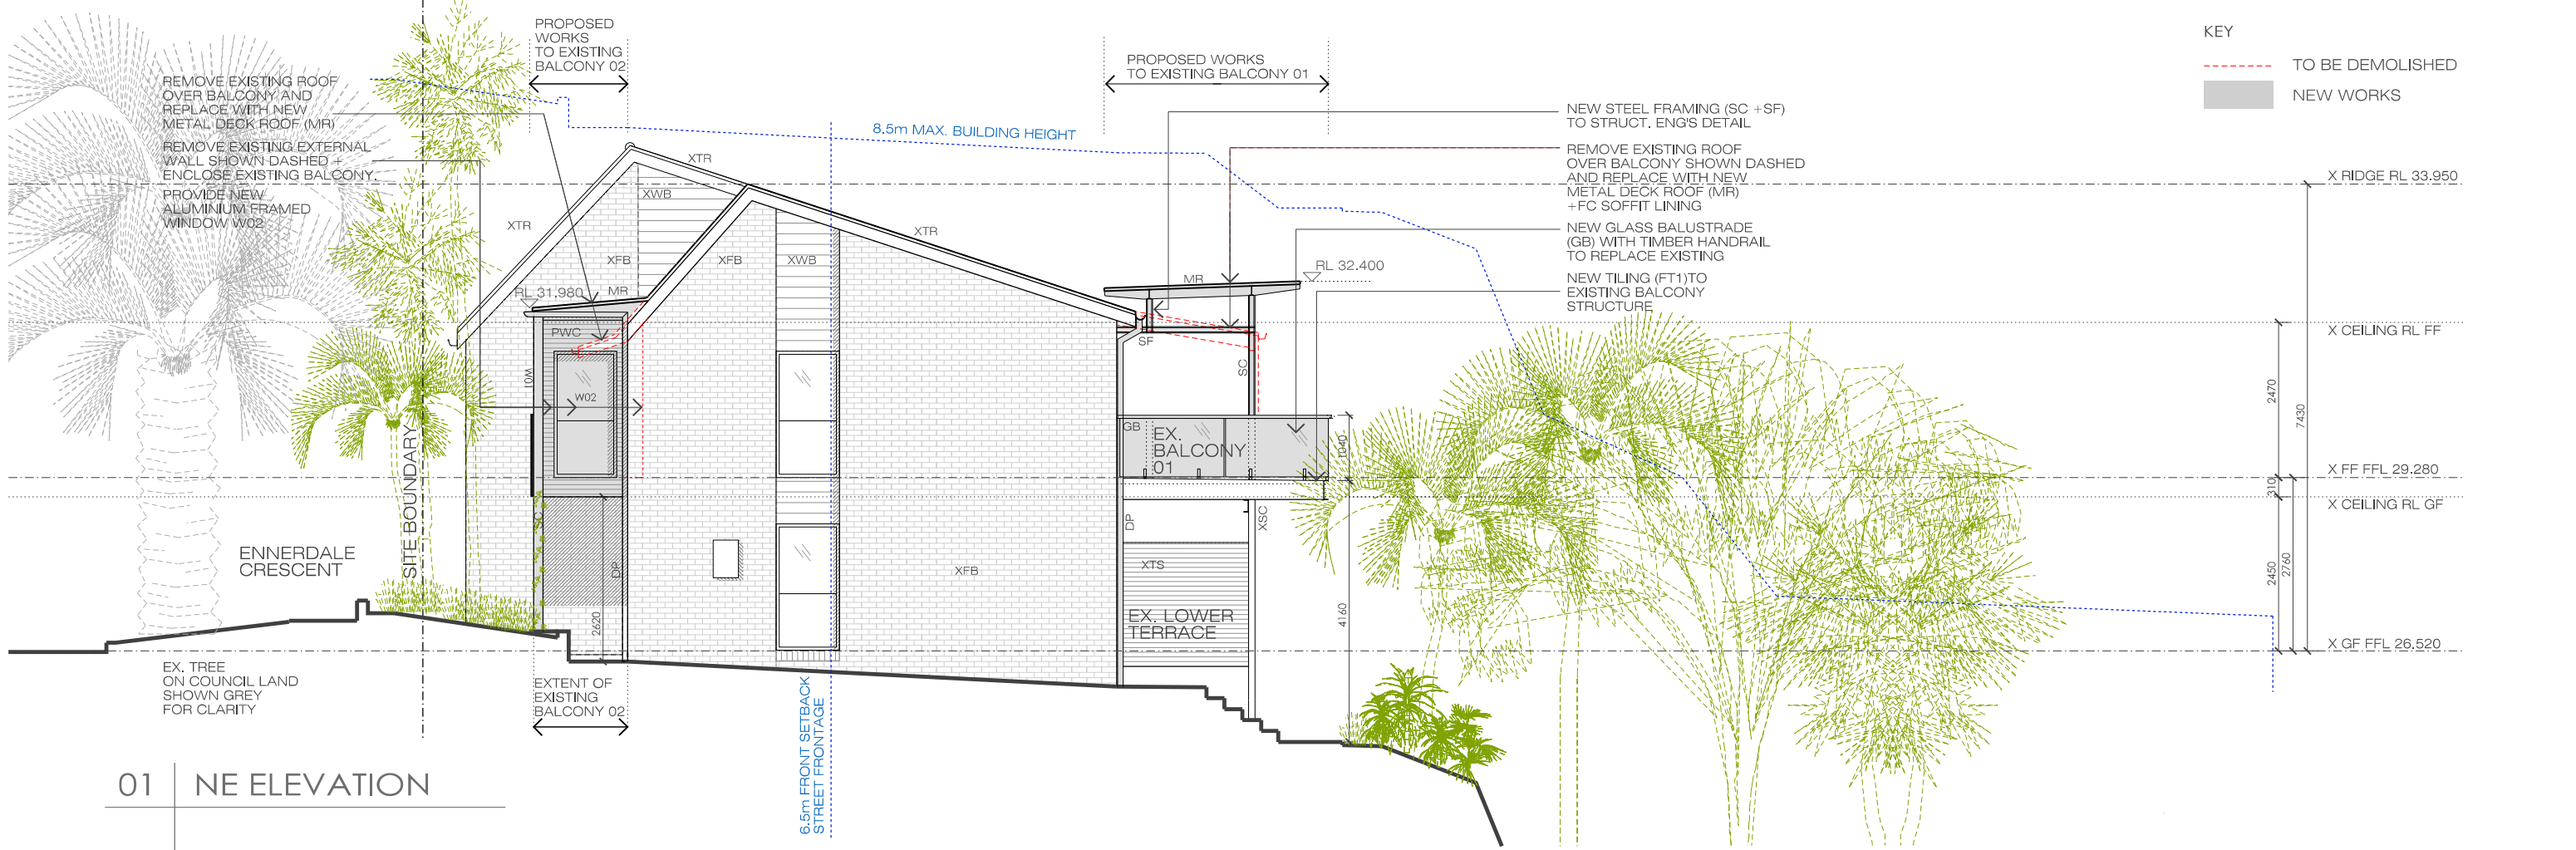 PROPOSED
WORKS
TO EXISTING
BALCONY 02
PROPOSED WORKS
TO EXISTING BALCONY 01
KEY
TO BE DEMOLISHED
NEW WORKS
REMOVE EXISTING ROOF
OVER BALCONY AND
REPLACE WITH NEW
METAL DECK ROOF (MR)
REMOVE EXISTING EXTERNAL
WALL SHOWN DASHED +
ENCLOSE EXISTING BALCONY.
PROVIDE NEW
ALUMINIUM FRAMED
WINDOW W02
8.5m MAX. BUILDING HEIGHT
NEW STEEL FRAMING (SC +SF)
TO STRUCT. ENG'S DETAIL
REMOVE EXISTING ROOF
OVER BALCONY SHOWN DASHED
AND REPLACE WITH NEW
METAL DECK ROOF (MR)
+FC SOFFIT LINING
NEW GLASS BALUSTRADE
(GB) WITH TIMBER HANDRAIL
TO REPLACE EXISTING
NEW TILING (FT1)TO
EXISTING BALCONY
STRUCTURE
XTR
XWB
XTR
XTR
XFB
XFB
XWB
RL 31.980
MR
PWC
W01
W02
RL 32.400
MR
SF
SC
GB
EX.
BALCONY
01
1040
DP
XSC
XTS
XFB
EX. LOWER
TERRACE
4160
DP
2620
SITE BOUNDARY
ENNERDALE
CRESCENT
EX. TREE
ON COUNCIL LAND
SHOWN GREY
FOR CLARITY
EXTENT OF
EXISTING
BALCONY 02
6.5m FRONT SETBACK
STREET FRONTAGE
X RIDGE RL 33.950
X CEILING RL FF
X FF FFL 29.280
X CEILING RL GF
X GF FFL 26.520
2470
7430
310
2450
2760
01
NE ELEVATION